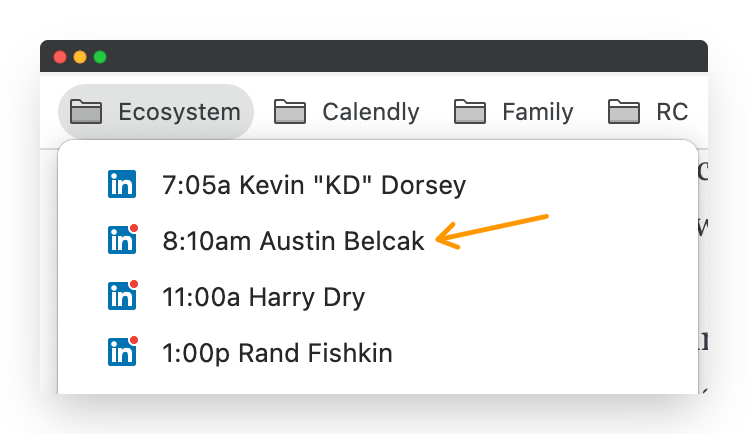 Ecosystem Calendly Family RC
in 7:05a Kevin "KD" Dorsey
in 8:10am Austin Belcak
in 11:00a Harry Dry
in 1:00p Rand Fishkin